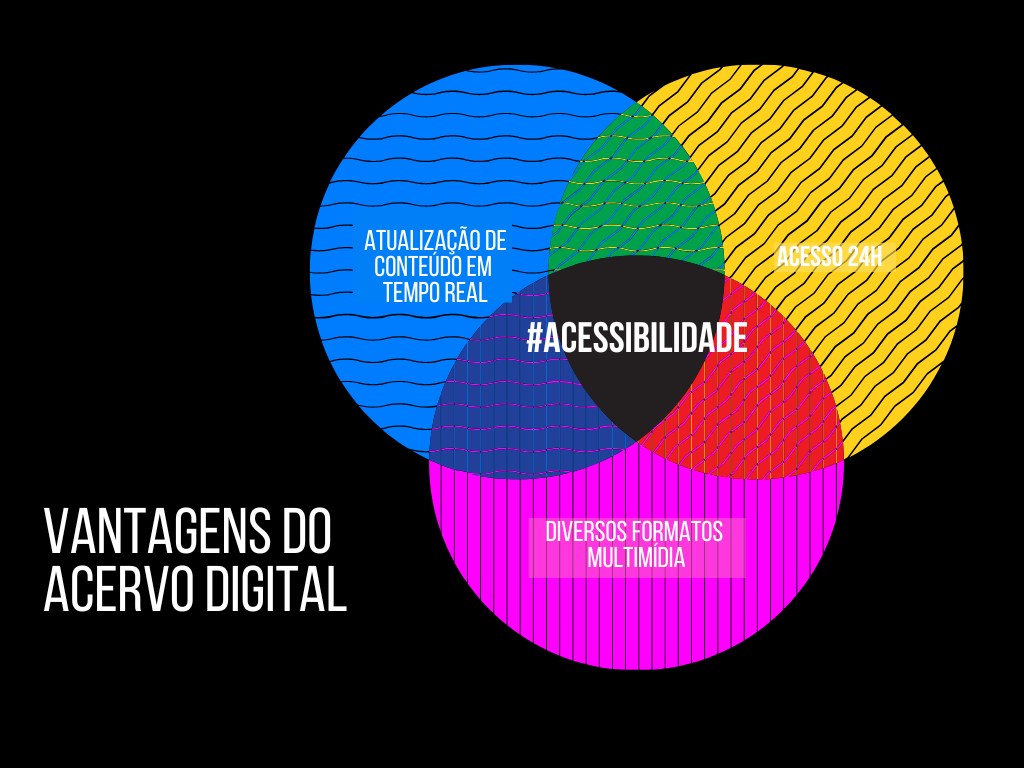 ATUALIZAÇÃO DE
CONTEÚDO EM
TEMPO REAL
ACESSO 24H
#ACESSIBILIDADE
DIVERSOS FORMATOS
MULTIMÍDIA
VANTAGENS DO
ACERVO DIGITAL